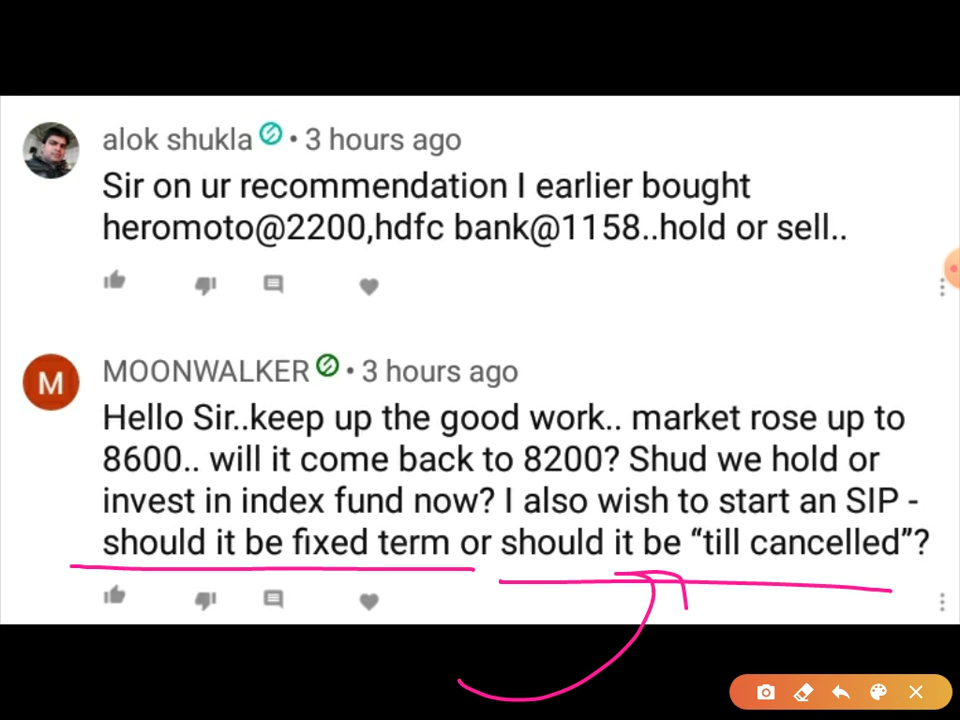 alok shukla • 3 hours ago
Sir on ur recommendation I earlier bought
heromoto@2200,hdfc bank@1158..hold or sell..
M
MOONWALKER • 3 hours ago
Hello Sir..keep up the good work.. market rose up to
8600.. will it come back to 8200? Shud we hold or
invest in index fund now? I also wish to start an SIP -
should it be fixed term or should it be “till cancelled”?